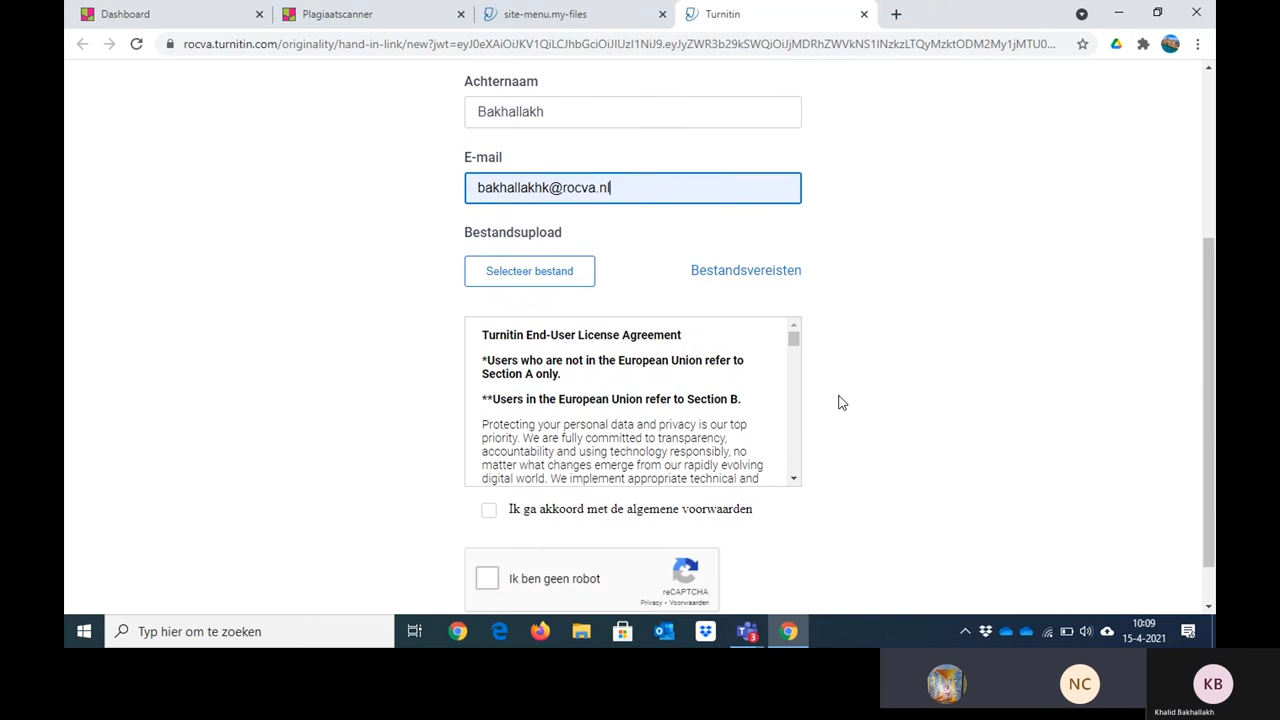 Dashboard
Plagiaatscanner
site-menu.my-files
Turnitin
rocva.turnitin.com/originality/hand-in-link/new?jwt=eyJ0eXAiOiJKV1QiLCJhbGciOiJIUzI1NiJ9.eyJyZWR3b29kSWQiOiJjMDRhZWVkNS1lNzkzLTQyMzktODM2My1jMTU0...
Achternaam
Bakhallakh
E-mail
bakhallakhk@rocva.nl
Bestandsupload
Selecteer bestand
Bestandsvereisten
Turnitin End-User License Agreement
*Users who are not in the European Union refer to
Section A only.
**Users in the European Union refer to Section B.
Protecting your personal data and privacy is our top
priority. We are fully committed to transparency,
accountability and using technology responsibly, no
matter what changes emerge from our rapidly evolving
digital world. We implement appropriate technical and
Ik ga akkoord met de algemene voorwaarden
Ik ben geen robot
reCAPTCHA
Privacy • Voorwaarden
Typ hier om te zoeken
3
10:09
15-4-2021
NC
KB
Khalid Bakhallakh